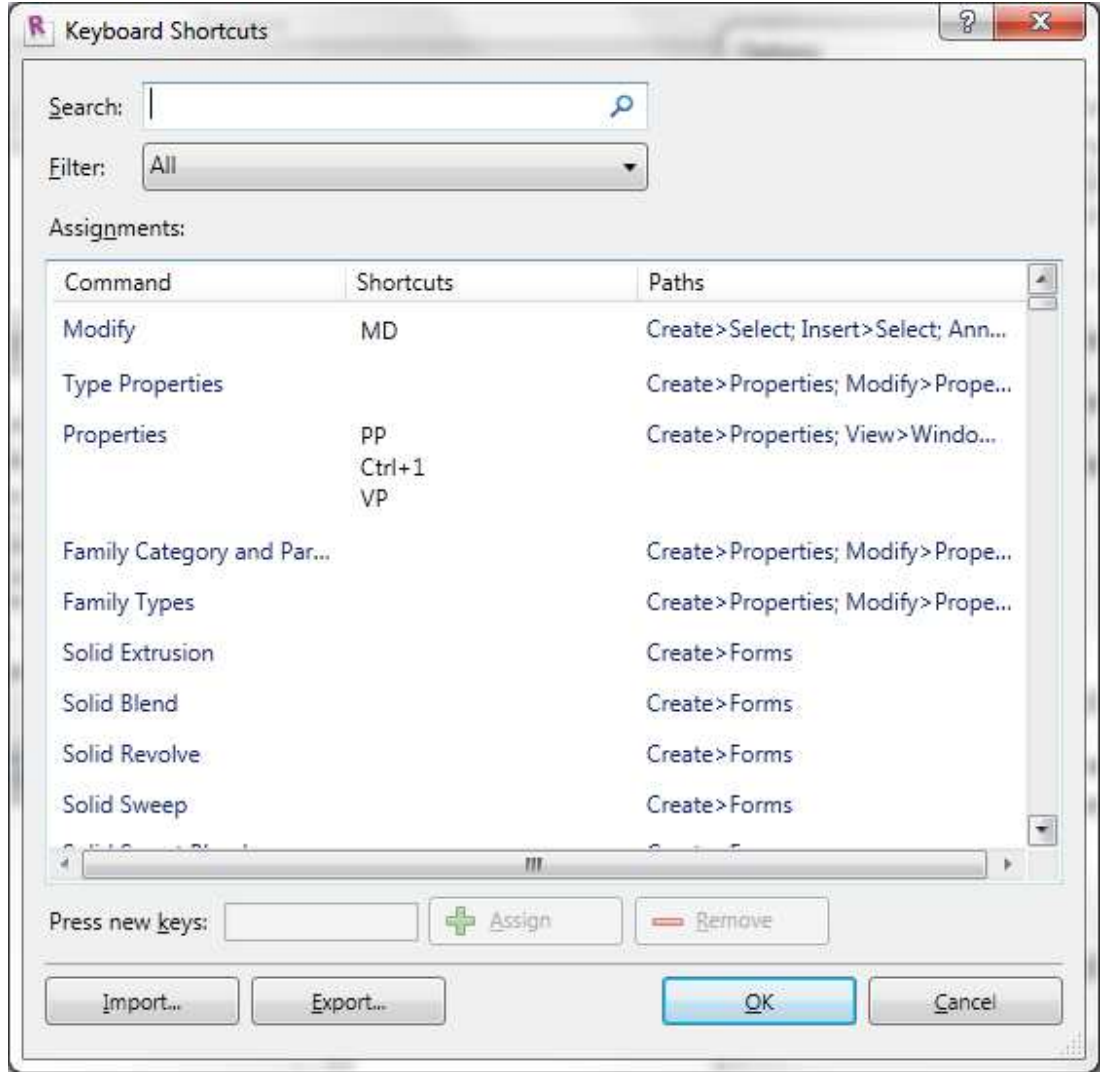 Keyboard Shortcuts
Search:
Filter: All
Assignments:
Command Shortcuts Paths
Modify MD Create>Select; Insert>Select; Ann...
Type Properties Create>Properties; Modify>Prope...
Properties PP Create>Properties; View>Windo...
Ctrl+1
VP
Family Category and Par... Create>Properties; Modify>Prope...
Family Types Create>Properties; Modify>Prope...
Solid Extrusion Create>Forms
Solid Blend Create>Forms
Solid Revolve Create>Forms
Solid Sweep Create>Forms
Press new keys: Assign Remove
Import... Export... OK Cancel